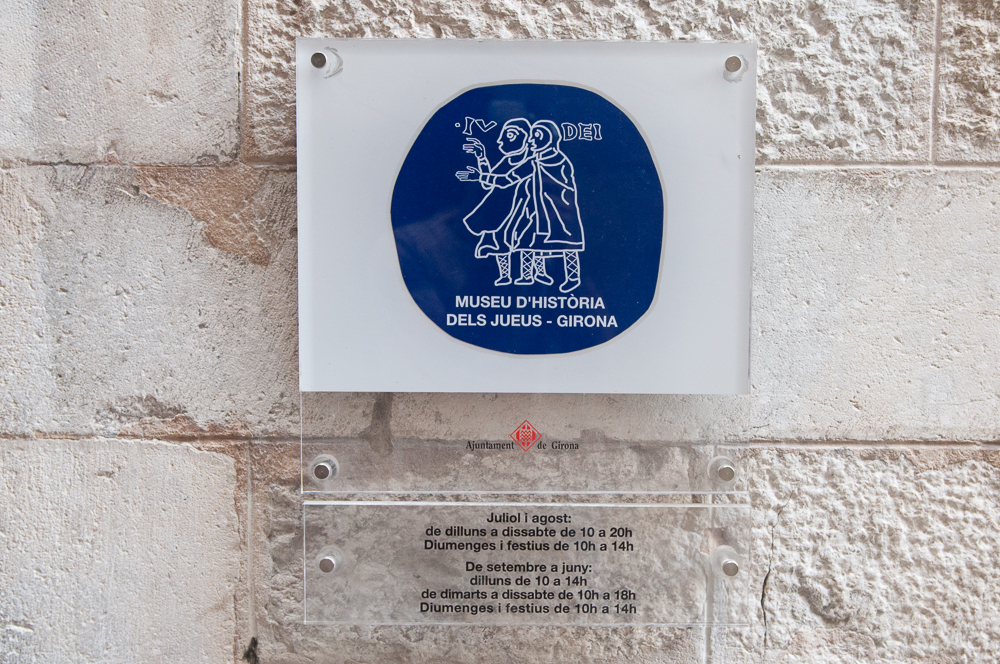 ·IV DEI
MUSEU D'HISTÒRIA
DELS JUEUS - GIRONA
Ajuntament de Girona
Juliol i agost:
de dilluns a dissabte de 10 a 20h
Diumenges i festius de 10h a 14h
De setembre a juny:
dilluns de 10 a 14h
de dimarts a dissabte de 10h a 18h
Diumenges i festius de 10h a 14h